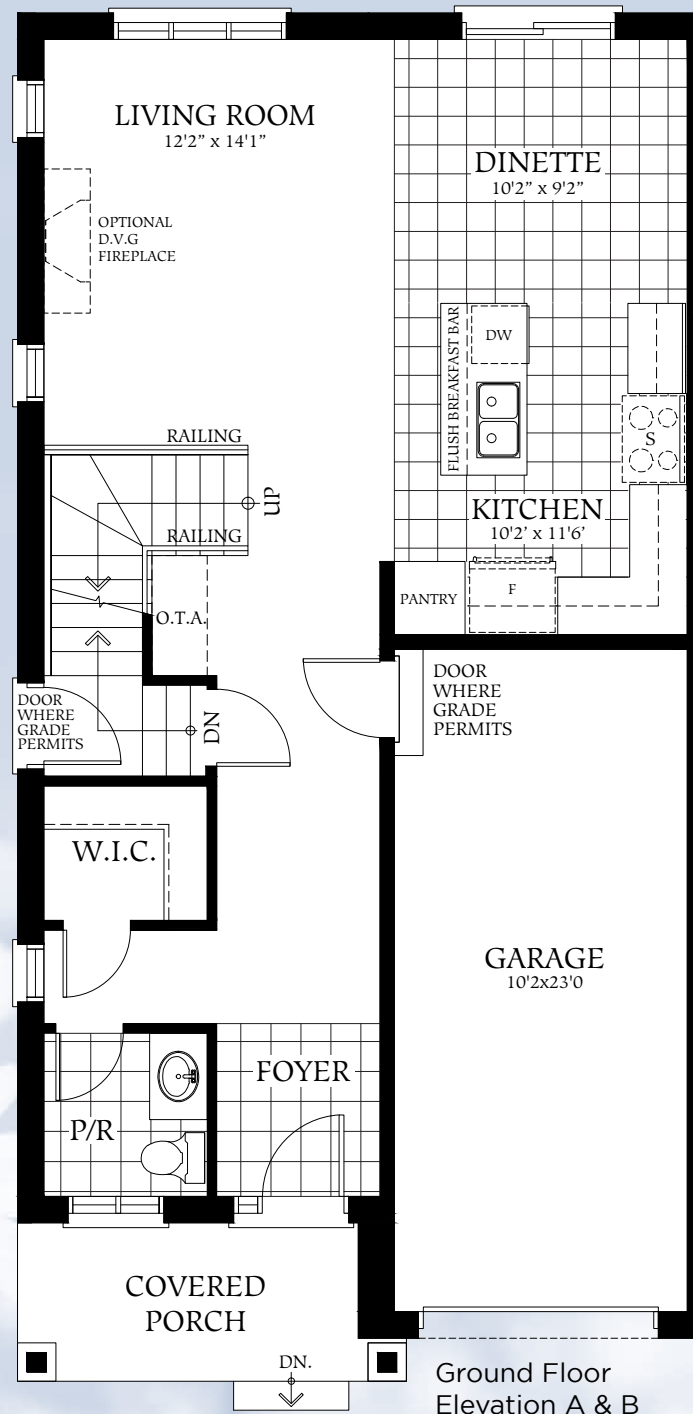 LIVING ROOM
12'2” x 14'1”
DINETTE
10'2” x 9'2”
OPTIONAL
D.V.G
FIREPLACE
FLUSH BREAKFAST BAR
DW
S
RAILING
UP
RAILING
KITCHEN
10'2' x 11'6'
PANTRY
F
O.T.A.
DOOR
WHERE
GRADE
PERMITS
DN
DOOR
WHERE
GRADE
PERMITS
W.I.C.
GARAGE
10'2x23'0
FOYER
P/R
COVERED
PORCH
DN.
Ground Floor
Elevation A & B